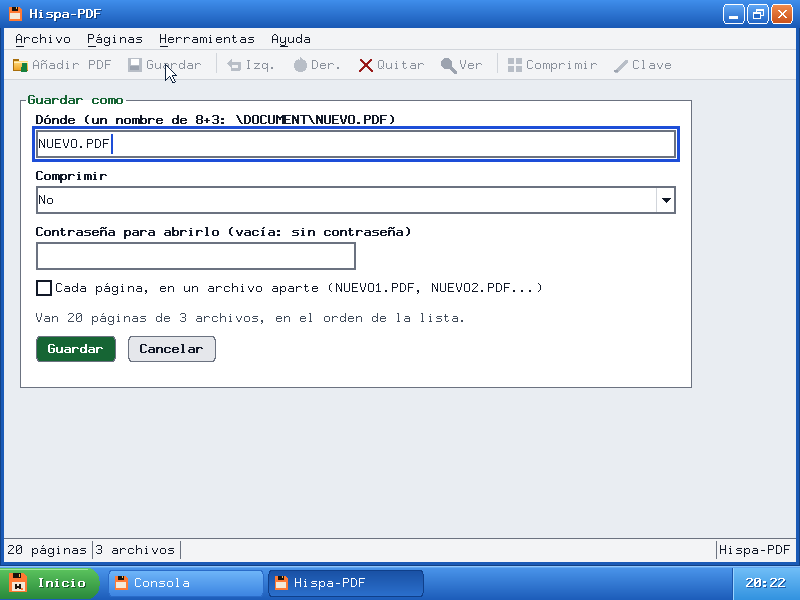 Hispa-PDF
Archivo Páginas Herramientas Ayuda
Añadir PDF Guardar Izq. Der. Quitar Ver Comprimir Clave
Guardar como
Dónde (un nombre de 8+3: \DOCUMENT\NUEVO.PDF)
NUEVO.PDF
Comprimir
No
Contraseña para abrirlo (vacía: sin contraseña)
Cada página, en un archivo aparte (NUEVO1.PDF, NUEVO2.PDF...)
Van 20 páginas de 3 archivos, en el orden de la lista.
Guardar Cancelar
20 páginas 3 archivos Hispa-PDF
H. Inicio Consola Hispa-PDF 20:22